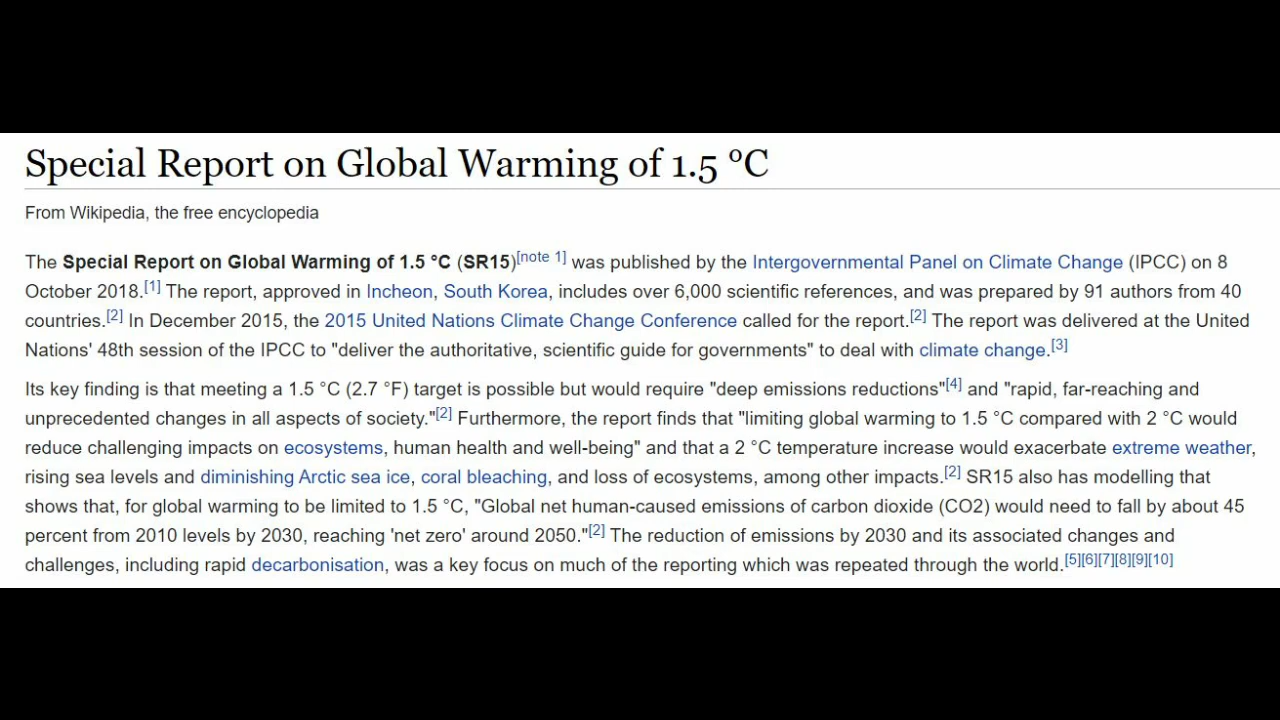 Special Report on Global Warming of 1.5 °C
From Wikipedia, the free encyclopedia
The Special Report on Global Warming of 1.5 °C (SR15)[note 1] was published by the Intergovernmental Panel on Climate Change (IPCC) on 8
October 2018.[1] The report, approved in Incheon, South Korea, includes over 6,000 scientific references, and was prepared by 91 authors from 40
countries.[2] In December 2015, the 2015 United Nations Climate Change Conference called for the report.[2] The report was delivered at the United
Nations' 48th session of the IPCC to "deliver the authoritative, scientific guide for governments" to deal with climate change.[3]
Its key finding is that meeting a 1.5 °C (2.7 °F) target is possible but would require "deep emissions reductions"[4] and "rapid, far-reaching and
unprecedented changes in all aspects of society."[2] Furthermore, the report finds that "limiting global warming to 1.5 °C compared with 2 °C would
reduce challenging impacts on ecosystems, human health and well-being" and that a 2 °C temperature increase would exacerbate extreme weather,
rising sea levels and diminishing Arctic sea ice, coral bleaching, and loss of ecosystems, among other impacts.[2] SR15 also has modelling that
shows that, for global warming to be limited to 1.5 °C, "Global net human-caused emissions of carbon dioxide (CO2) would need to fall by about 45
percent from 2010 levels by 2030, reaching 'net zero' around 2050."[2] The reduction of emissions by 2030 and its associated changes and
challenges, including rapid decarbonisation, was a key focus on much of the reporting which was repeated through the world.[5][6][7][8][9][10]